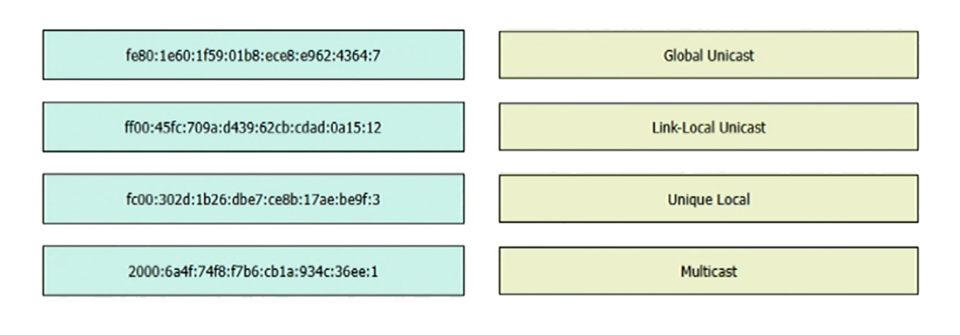 fe80:1e60:1f59:01b8:ece8:e962:4364:7
Global Unicast
ff00:45fc:709a:d439:62cb:cdad:0a15:12
Link-Local Unicast
fc00:302d:1b26:dbe7:ce8b:17ae:be9f:3
Unique Local
2000:6a4f:74f8:f7b6:cb1a:934c:36ee:1
Multicast